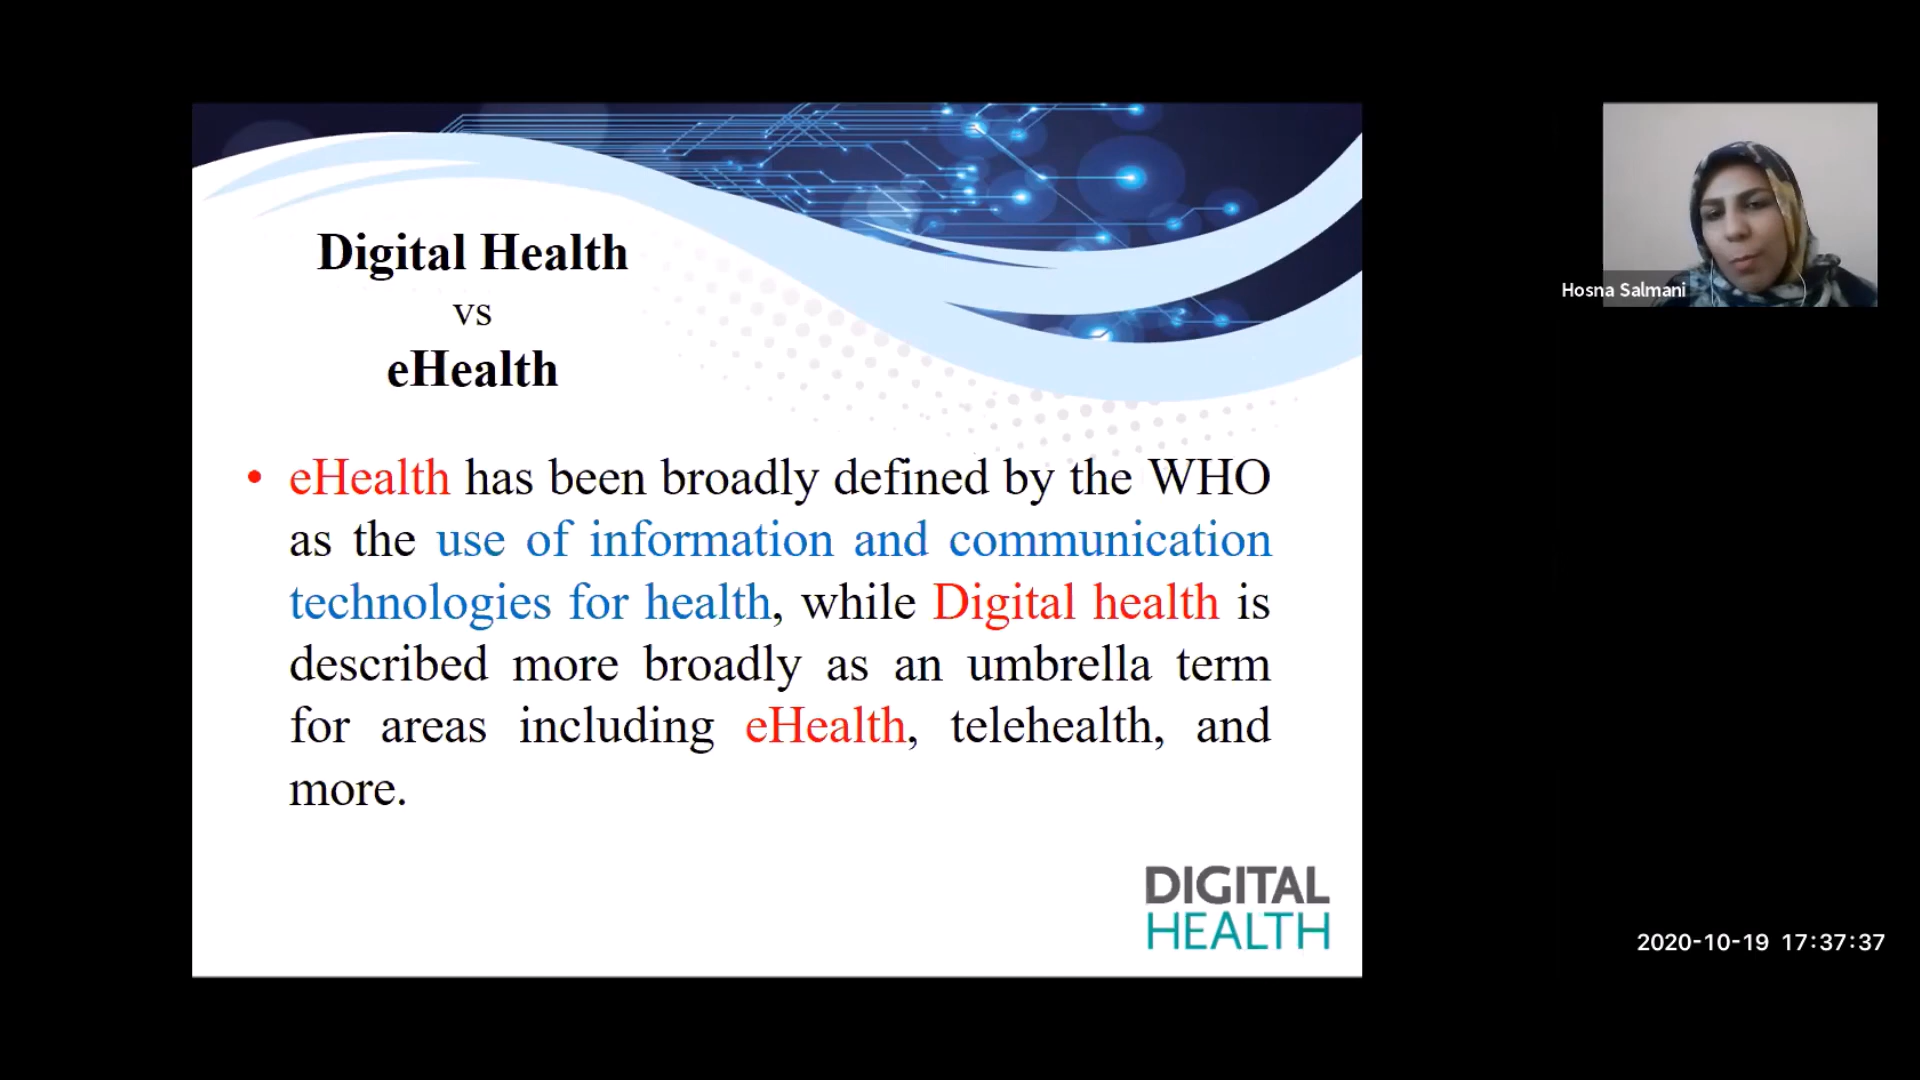 Digital Health
vs
eHealth
• eHealth has been broadly defined by the WHO
as the use of information and communication
technologies for health, while Digital health is
described more broadly as an umbrella term
for areas including eHealth, telehealth, and
more.
DIGITAL
HEALTH
Hosna Salmani
2020-10-19 17:37:37